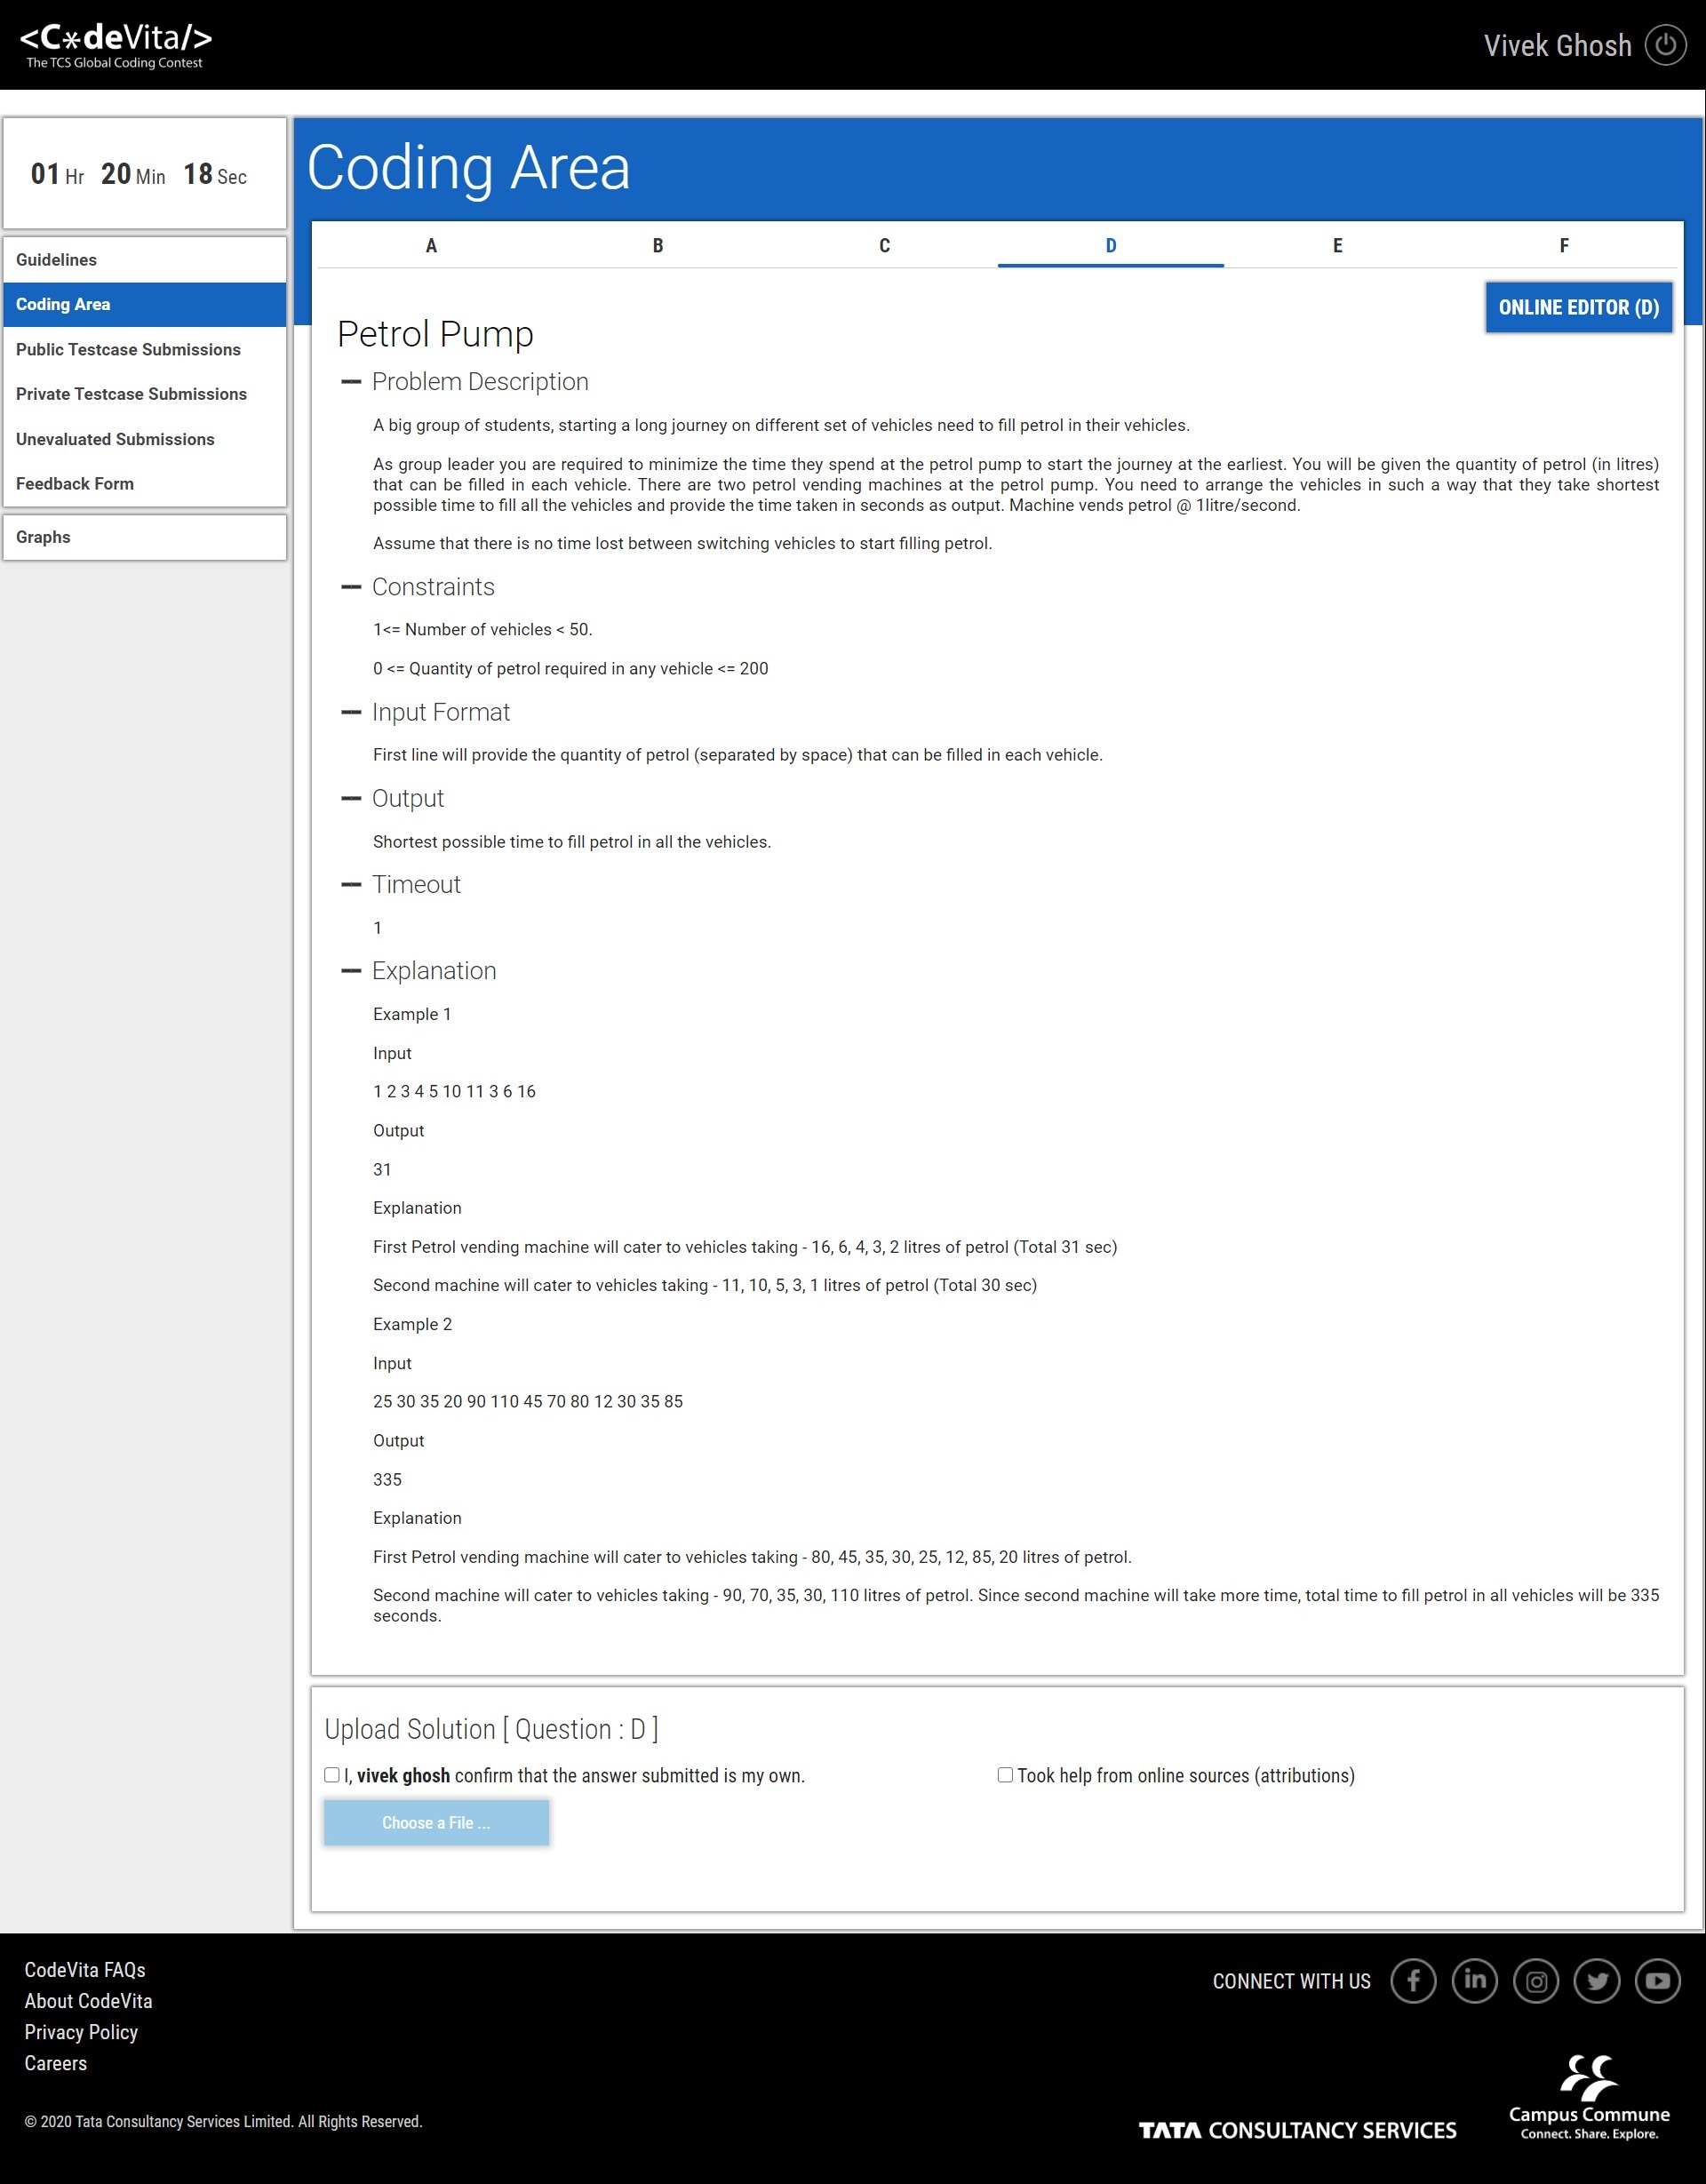 <C*deVita/>
The TCS Global Coding Contest
Vivek Ghosh
01 Hr 20 Min 18 Sec
Guidelines
Coding Area
Public Testcase Submissions
Private Testcase Submissions
Unevaluated Submissions
Feedback Form
Graphs
Coding Area
A B C D E F
ONLINE EDITOR (D)
Petrol Pump
Problem Description
A big group of students, starting a long journey on different set of vehicles need to fill petrol in their vehicles.
As group leader you are required to minimize the time they spend at the petrol pump to start the journey at the earliest. You will be given the quantity of petrol (in litres)
that can be filled in each vehicle. There are two petrol vending machines at the petrol pump. You need to arrange the vehicles in such a way that they take shortest
possible time to fill all the vehicles and provide the time taken in seconds as output. Machine vends petrol @ 1litre/second.
Assume that there is no time lost between switching vehicles to start filling petrol.
Constraints
1<= Number of vehicles < 50.
0 <= Quantity of petrol required in any vehicle <= 200
Input Format
First line will provide the quantity of petrol (separated by space) that can be filled in each vehicle.
Output
Shortest possible time to fill petrol in all the vehicles.
Timeout
1
Explanation
Example 1
Input
1 2 3 4 5 10 11 3 6 16
Output
31
Explanation
First Petrol vending machine will cater to vehicles taking - 16, 6, 4, 3, 2 litres of petrol (Total 31 sec)
Second machine will cater to vehicles taking - 11, 10, 5, 3, 1 litres of petrol (Total 30 sec)
Example 2
Input
25 30 35 20 90 110 45 70 80 12 30 35 85
Output
335
Explanation
First Petrol vending machine will cater to vehicles taking - 80, 45, 35, 30, 25, 12, 85, 20 litres of petrol.
Second machine will cater to vehicles taking - 90, 70, 35, 30, 110 litres of petrol. Since second machine will take more time, total time to fill petrol in all vehicles will be 335
seconds.
Upload Solution [ Question : D ]
I, vivek ghosh confirm that the answer submitted is my own.
Took help from online sources (attributions)
Choose a File ...
CodeVita FAQs
About CodeVita
Privacy Policy
Careers
© 2020 Tata Consultancy Services Limited. All Rights Reserved.
CONNECT WITH US
TATA CONSULTANCY SERVICES
Campus Commune
Connect. Share. Explore.